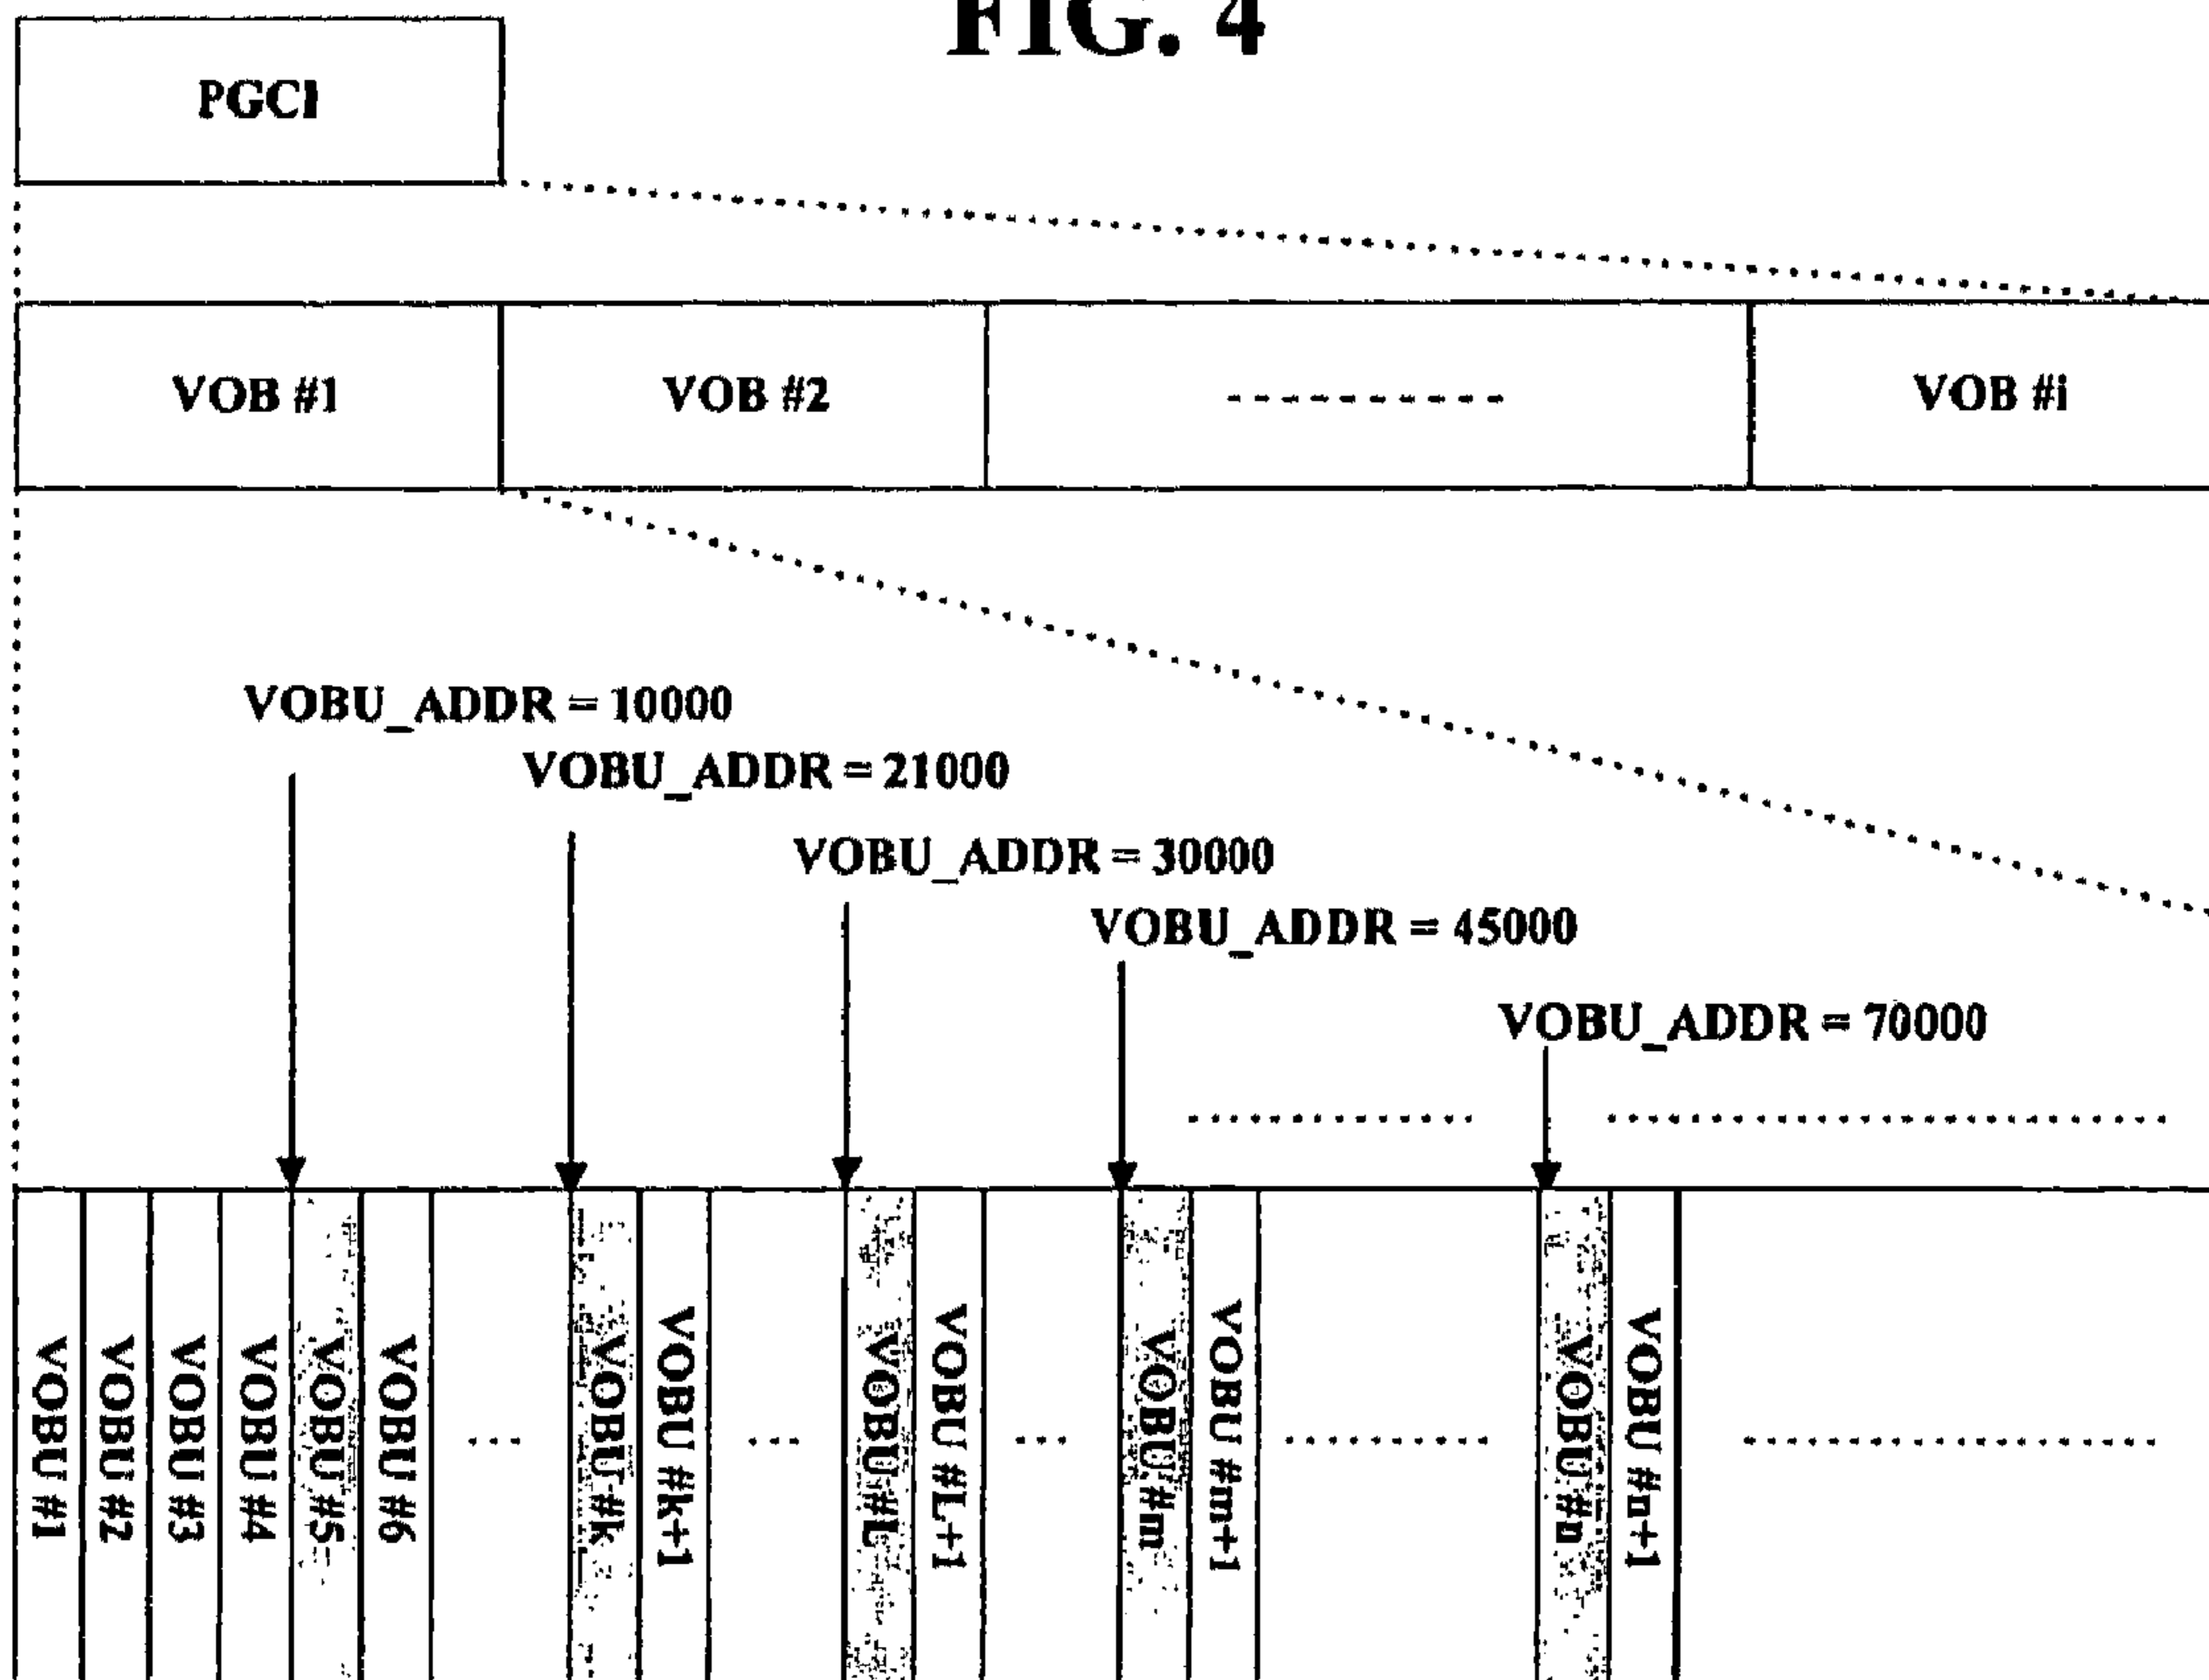 FIG. 4
PGCI
VOB #1
VOB #2
VOB #i
VOBU_ADDR = 10000
VOBU_ADDR = 21000
VOBU_ADDR = 30000
VOBU_ADDR = 45000
VOBU_ADDR = 70000
VOBU #1
VOBU #2
VOBU #3
VOBU #4
VOBU #5
VOBU #6
VOBU #k
VOBU #k+1
VOBU #L
VOBU #L+1
VOBU #m
VOBU #m+1
VOBU #n
VOBU #n+1